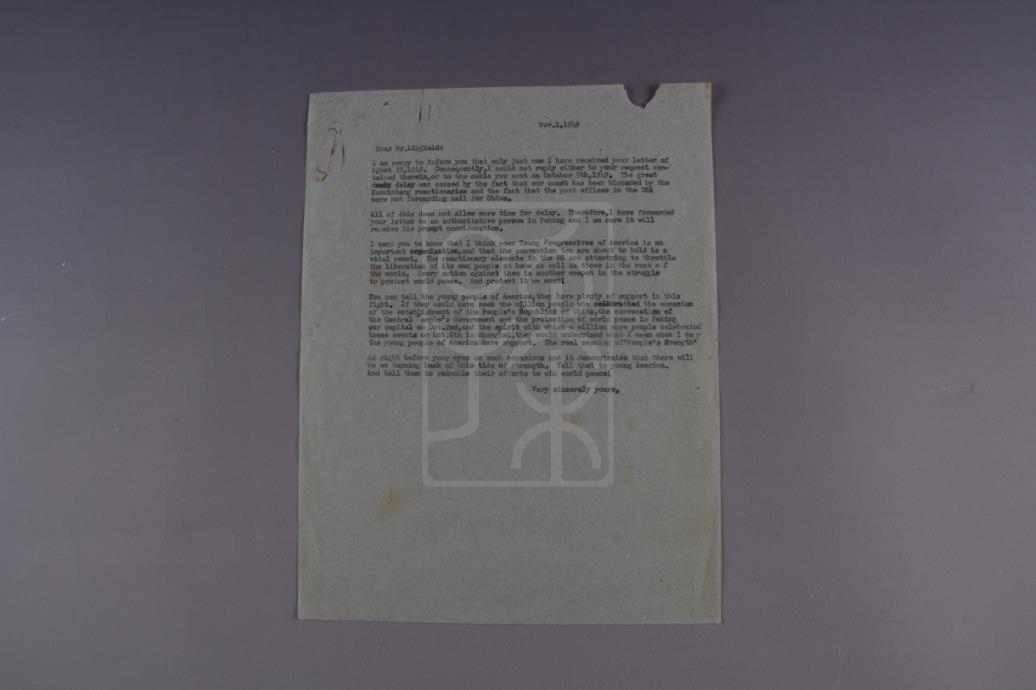 Nov.1,1949
Dear Mr.Linfield:
I am sorry to inform you that only just now I have received your letter of
Agust 25,1949. Consequently,I could not reply either to your request con-
tained therein,or to the cable you sent on October 5th,1949. The great
delay was caused by the fact that our coast has been blocaded by the
Kuomintang reactionaries and the fact that the post offices in the USA
were not forwarding mail for China.
All of this does not allow more time for delay. Therefore,I have forwarded
your letter to an authoritative person in Peking and I am sure it will
receive his prompt consideration.
I want you to know that I think your Young Progressives of America is an
important organization,and that the convention you are about to hold is a
vital event. The reactionary elements in the US are attempting to throttle
the liberation of its own people at home as well as those in the rest o f
the world. Every action against them is another weapon in the struggle
to protect world peace. And protect it we must!
You can tell the young people of America,they have plenty of support in this
fight. If they could have seen the million people who celibratted the occasion
of the establishment of the People's Republinf of China,the convocation of
the Central eople's Government and the protection of world peace in Peking
our capital on Oct.2nd,and the spirit with which a million more people celebrated
these events on Oct.8th in Shanghai,they would understand what I mean when I say
the young people of America have support. The real meaning of"People's Strength"
is right before your eyes on such occasions and it demonstrates that there will
be no turning back of this tide of strength. Tell that to young America.
And tell them to redouble their efforts to win world peace!
Very sincerely yours,